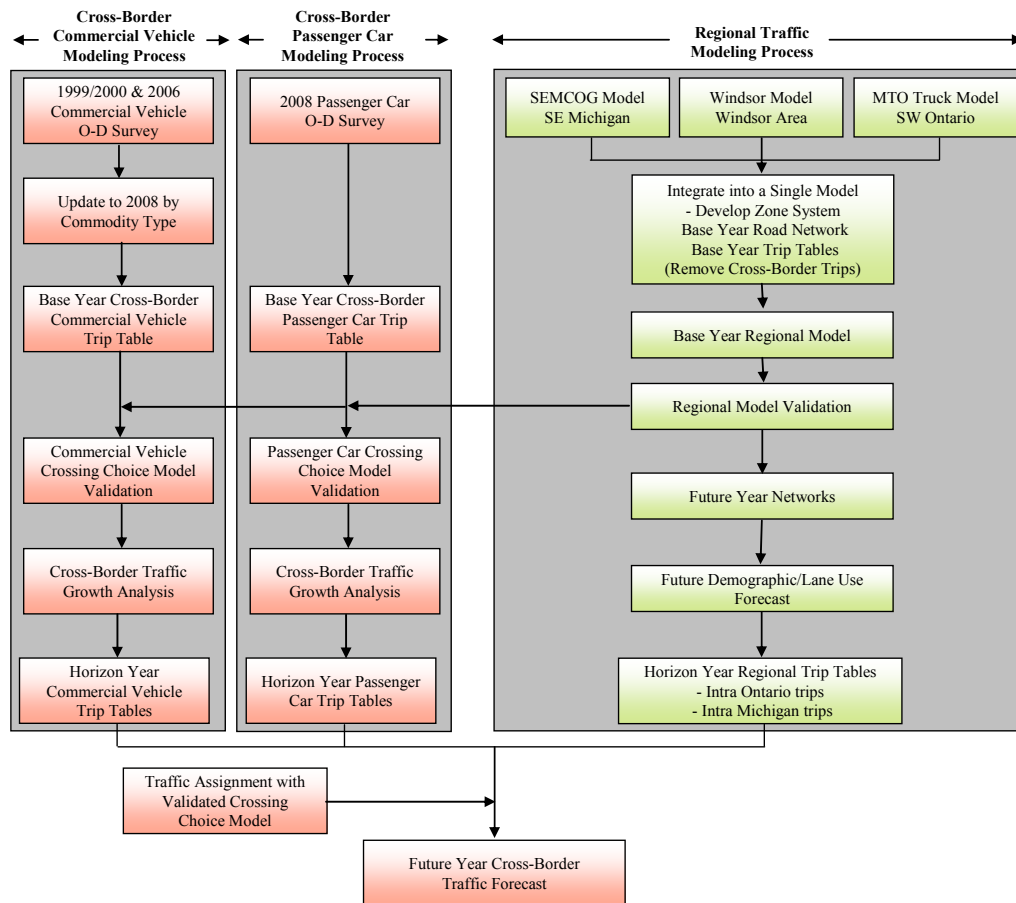 Cross-Border
Commercial Vehicle
Modeling Process
Cross-Border
Passenger Car
Modeling Process
Regional Traffic
Modeling Process
1999/2000 & 2006
Commercial Vehicle
O-D Survey
Update to 2008 by
Commodity Type
Base Year Cross-Border
Commercial Vehicle
Trip Table
Commercial Vehicle
Crossing Choice Model
Validation
Cross-Border Traffic
Growth Analysis
Horizon Year
Commercial Vehicle
Trip Tables
2008 Passenger Car
O-D Survey
Base Year Cross-Border
Passenger Car Trip
Table
Passenger Car Crossing
Choice Model
Validation
Cross-Border Traffic
Growth Analysis
Horizon Year Passenger
Car Trip Tables
SEMCOG Model
SE Michigan
Windsor Model
Windsor Area
MTO Truck Model
SW Ontario
Integrate into a Single Model
- Develop Zone System
Base Year Road Network
Base Year Trip Tables
(Remove Cross-Border Trips)
Base Year Regional Model
Regional Model Validation
Future Year Networks
Future Demographic/Lane Use
Forecast
Horizon Year Regional Trip Tables
- Intra Ontario trips
- Intra Michigan trips
Traffic Assignment with
Validated Crossing
Choice Model
Future Year Cross-Border
Traffic Forecast